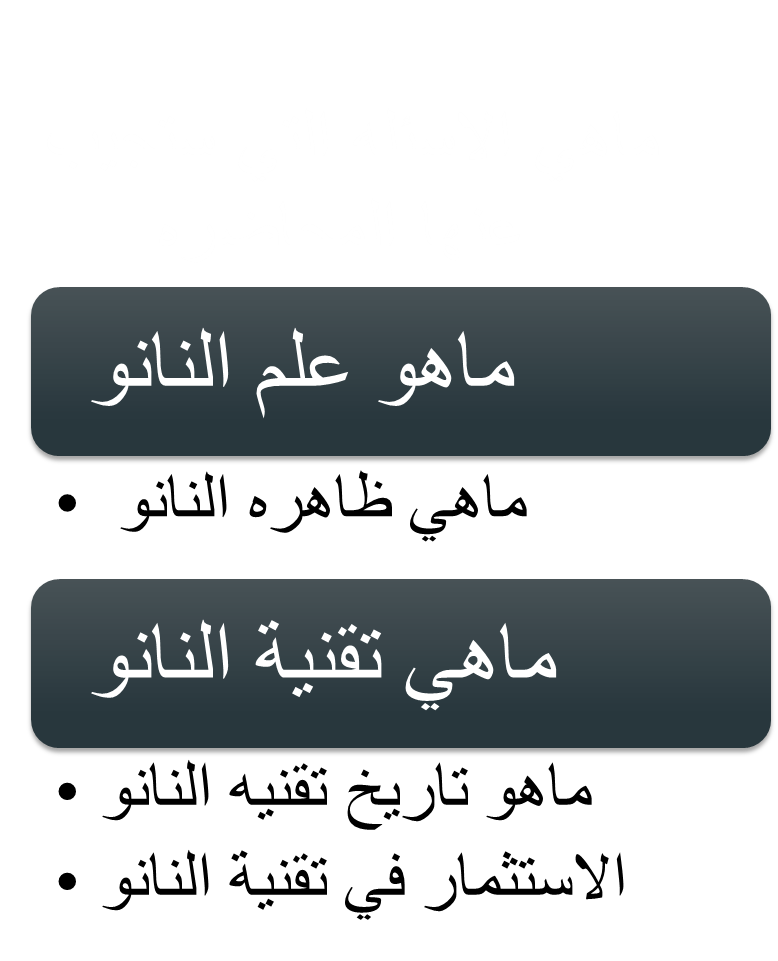 ماهو علم النانو
• ماهي ظاهره النانو
ماهي تقنية النانو
• ماهو تاريخ تقنيه النانو
• الاستثمار في تقنية النانو